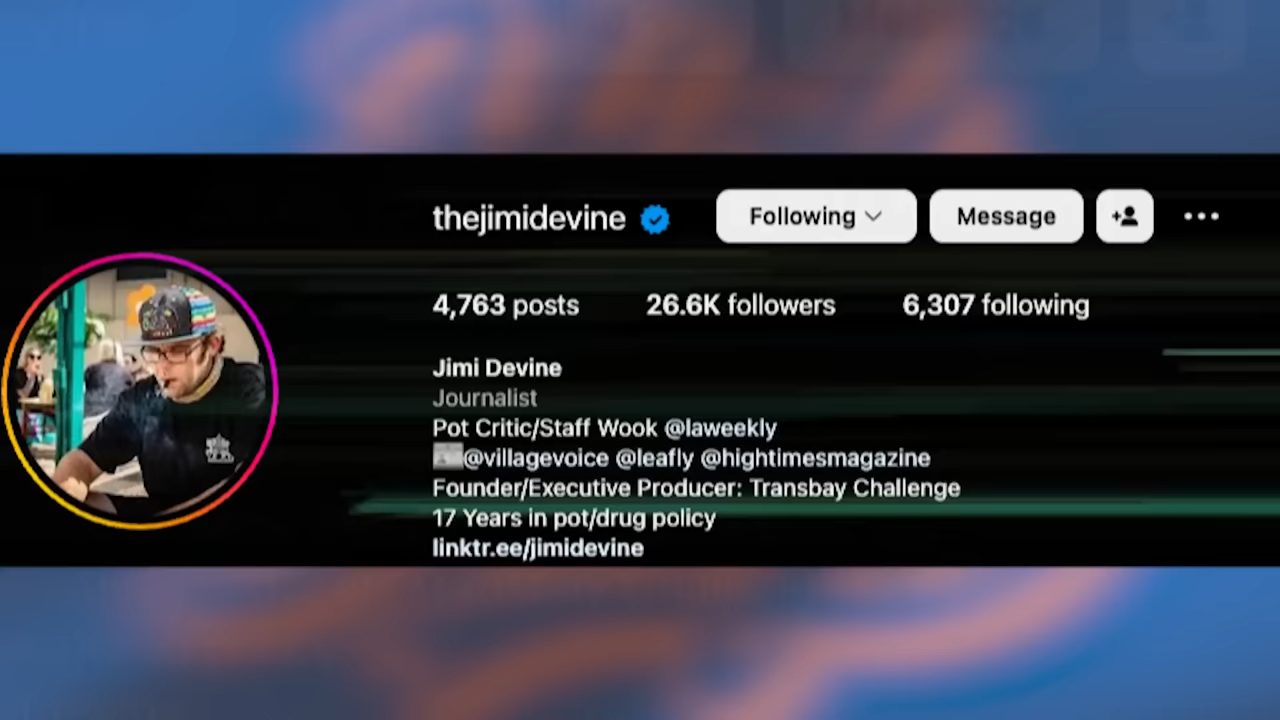 thejimidevine
Following
Message
4,763 posts 26.6K followers 6,307 following
Jimi Devine
Journalist
Pot Critic/Staff Wook @laweekly
@villagevoice @leafly @hightimesmagazine
Founder/Executive Producer: Transbay Challenge
17 Years in pot/drug policy
linktr.ee/jimidevine